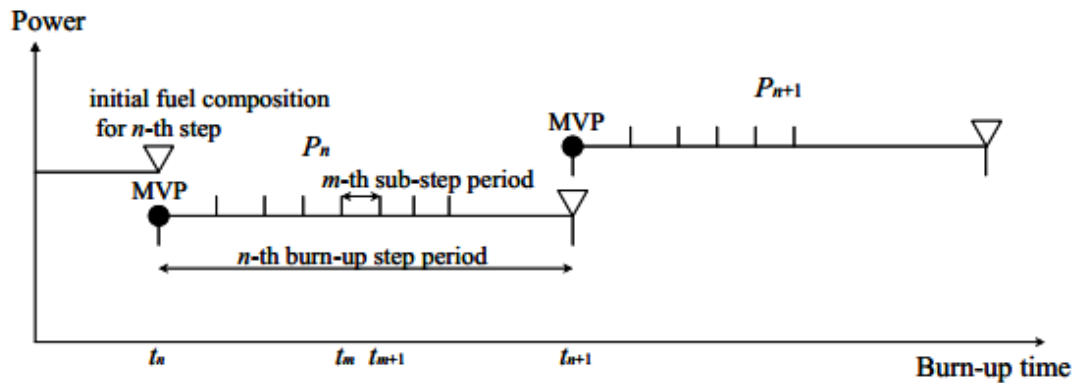 Power
initial fuel composition
for n-th step
MVP
Pn
m-th sub-step period
n-th burn-up step period
MVP
Pn+1
tn
tm
tm+1
tn+1
Burn-up time